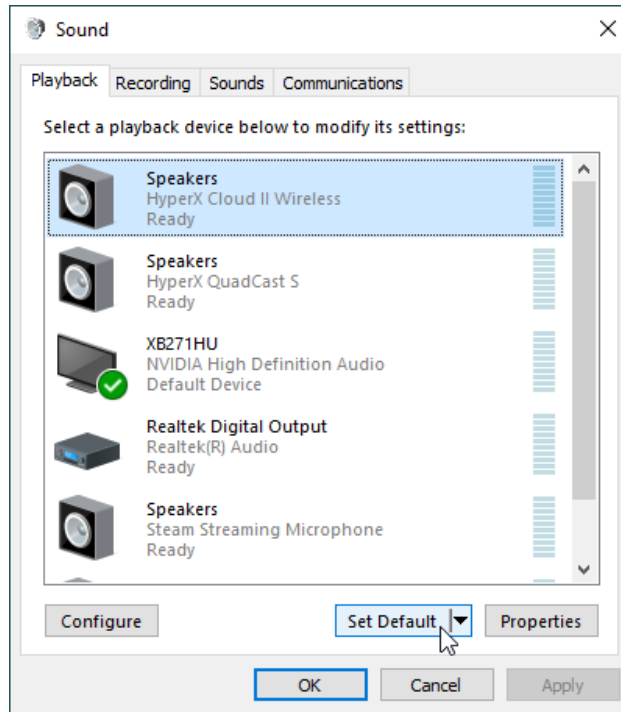 Sound
Playback Recording Sounds Communications
Select a playback device below to modify its settings:
Speakers
HyperX Cloud II Wireless
Ready
Speakers
HyperX QuadCast S
Ready
XB271HU
NVIDIA High Definition Audio
Default Device
Realtek Digital Output
Realtek(R) Audio
Ready
Speakers
Steam Streaming Microphone
Ready
Configure Set Default Properties
OK Cancel Apply